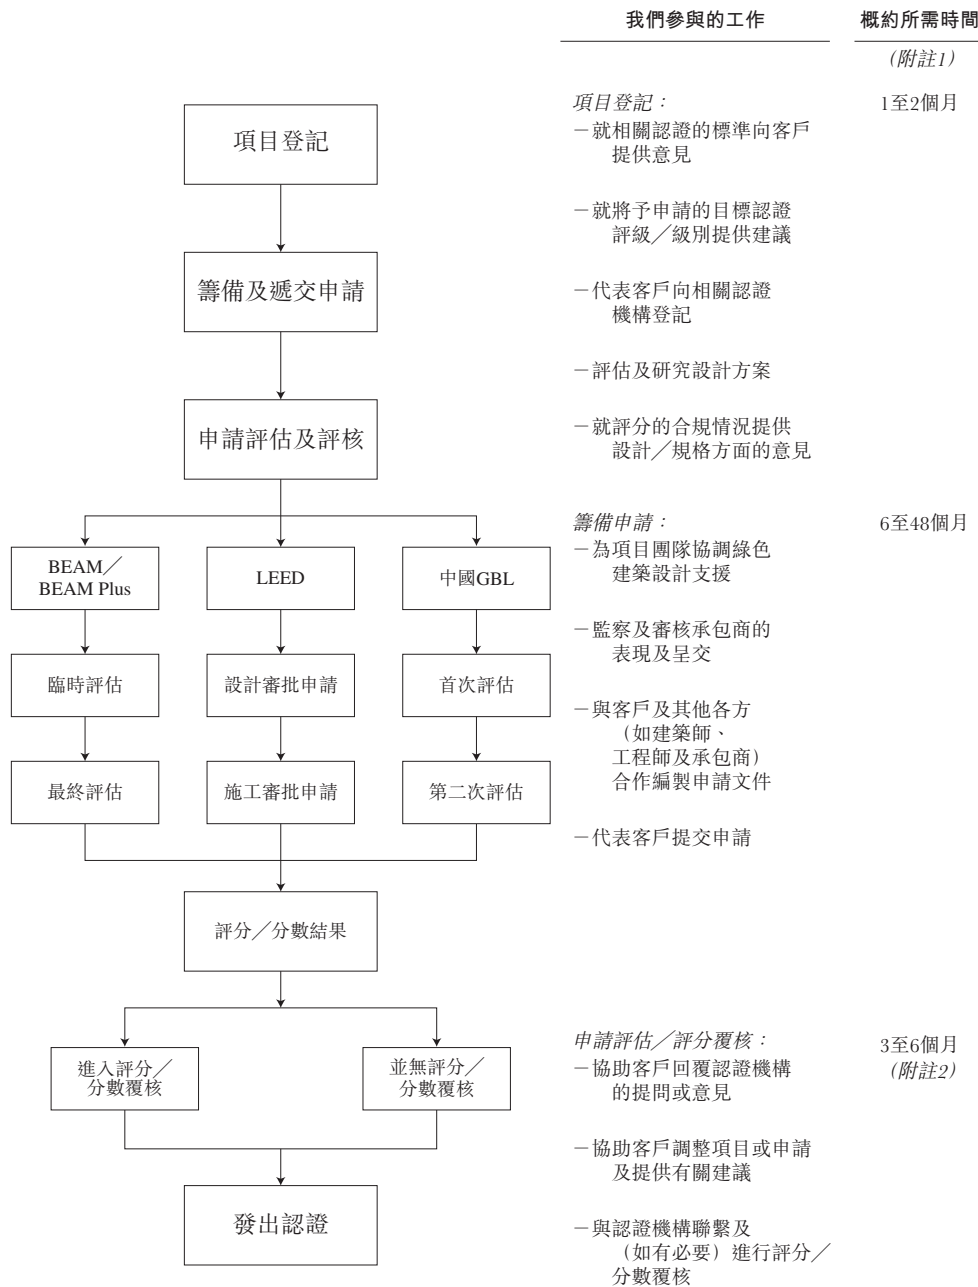 我們參與的工作
概約所需時間
（附註1）
項目登記
籌備及遞交申請
申請評估及評核
BEAM／
BEAM Plus
LEED
中國GBL
臨時評估
設計審批申請
首次評估
最終評估
施工審批申請
第二次評估
評分／分數結果
進入評分／
分數覆核
並無評分／
分數覆核
發出認證
項目登記：
1至2個月
－就相關認證的標準向客戶
提供意見
－就將予申請的目標認證
評級／級別提供建議
－代表客戶向相關認證
機構登記
－評估及研究設計方案
－就評分的合規情況提供
設計／規格方面的意見
籌備申請：
6至48個月
－為項目團隊協調綠色
建築設計支援
－監察及審核承包商的
表現及呈交
－與客戶及其他各方
（如建築師、
工程師及承包商）
合作編製申請文件
－代表客戶提交申請
申請評估／評分覆核：
3至6個月
（附註2）
－協助客戶回覆認證機構
的提問或意見
－協助客戶調整項目或申請
及提供有關建議
－與認證機構聯繫及
（如有必要）進行評分／
分數覆核